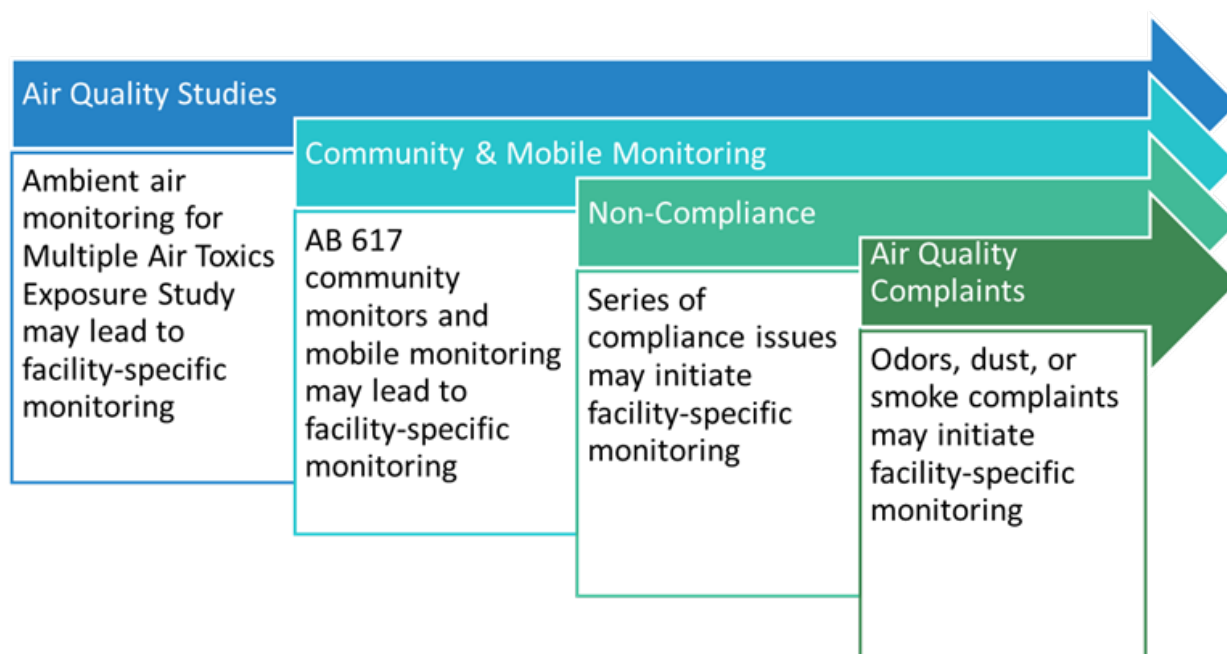 Air Quality Studies
Ambient air
monitoring for
Multiple Air Toxics
Exposure Study
may lead to
facility-specific
monitoring
Community & Mobile Monitoring
AB 617
community
monitors and
mobile monitoring
may lead to
facility-specific
monitoring
Non-Compliance
Series of
compliance issues
may initiate
facility-specific
monitoring
Air Quality
Complaints
Odors, dust, or
smoke complaints
may initiate
facility-specific
monitoring